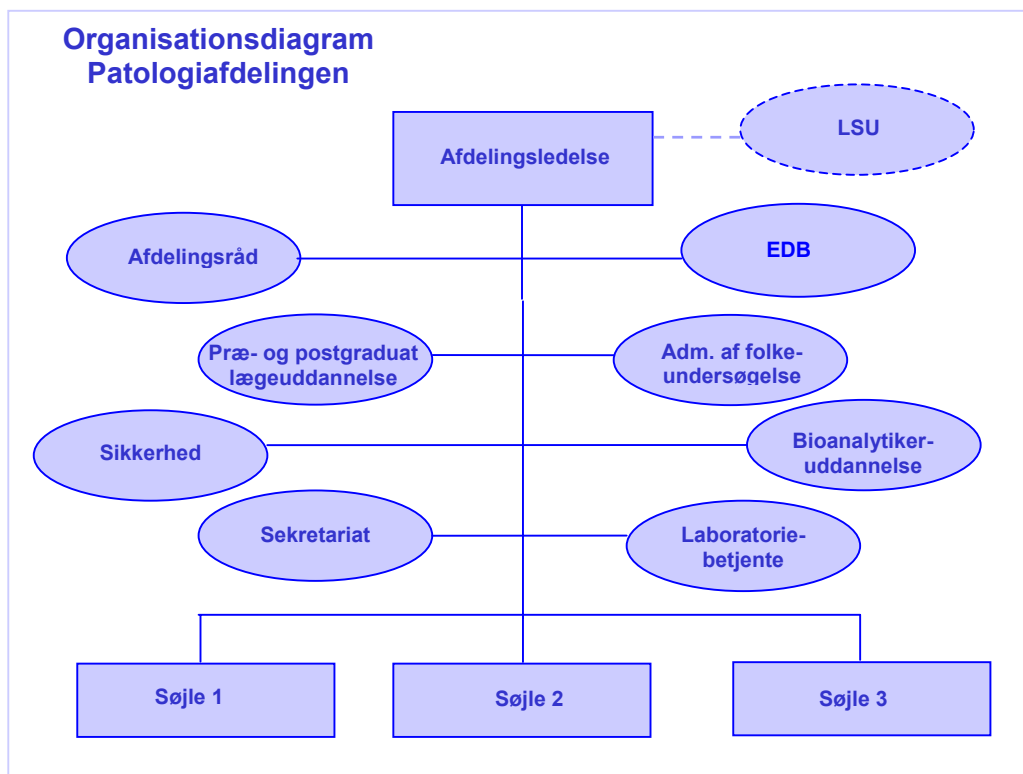 Organisationsdiagram
Patologiafdelingen
LSU
Afdelingsledelse
Afdelingsråd
EDB
Præ- og postgraduat
lægeuddannelse
Adm. af folke-
undersøgelse
Sikkerhed
Bioanalytiker-
uddannelse
Sekretariat
Laboratorie-
betjente
Søjle 1
Søjle 2
Søjle 3